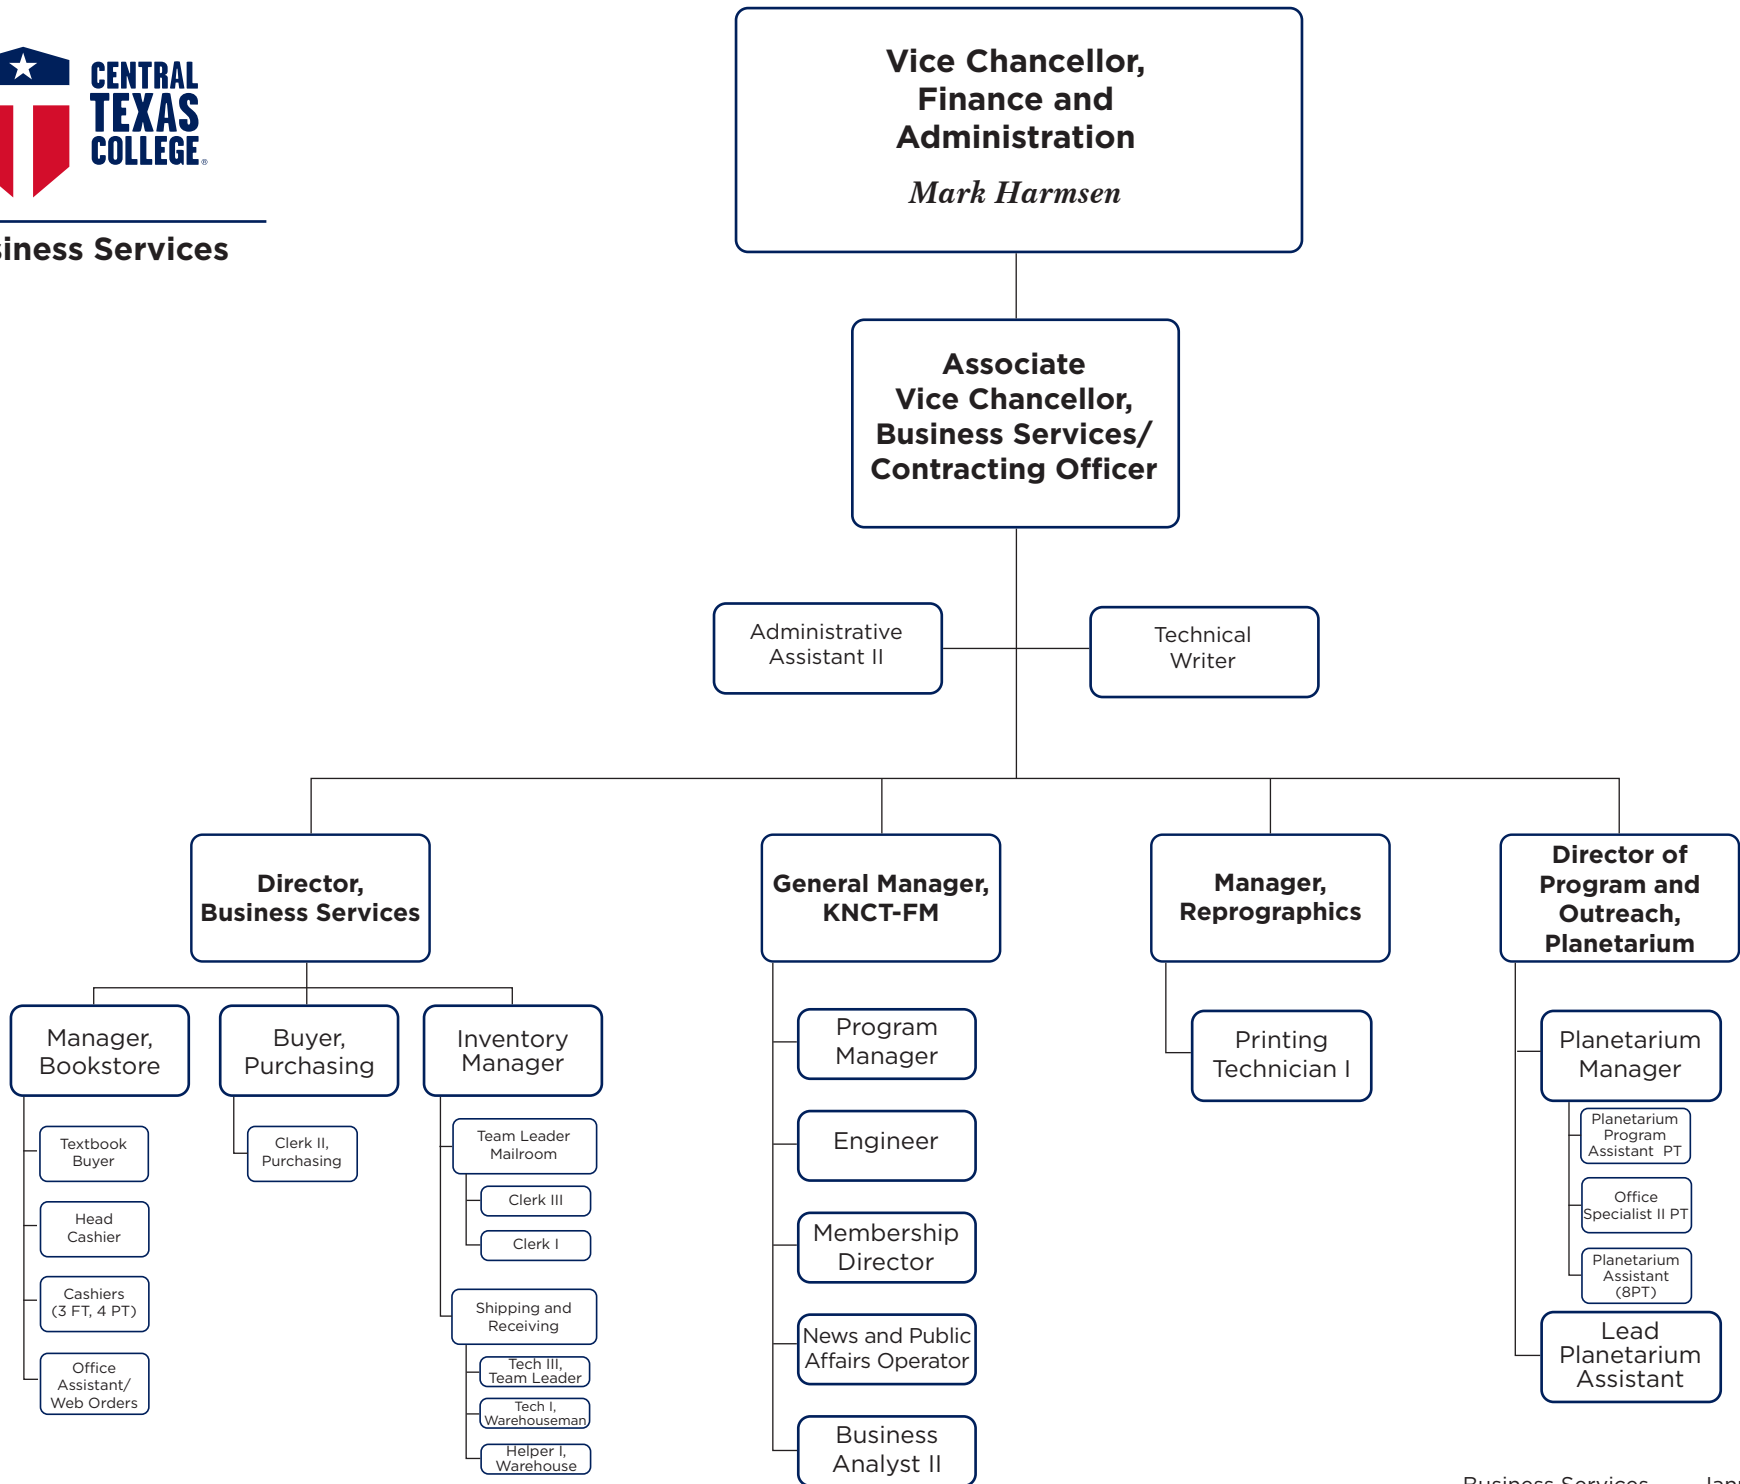 CENTRAL
TEXAS
COLLEGE®
Services
Vice Chancellor,
Finance and
Administration
Mark Harmsen
Associate
Vice Chancellor,
Business Services/
Contracting Officer
Administrative
Assistant II
Technical
Writer
Director,
Business Services
General Manager,
KNCT-FM
Manager,
Reprographics
Director of
Program and
Outreach,
Planetarium
Manager,
Bookstore
Textbook
Buyer
Head
Cashier
Cashiers
(3 FT, 4 PT)
Office
Assistant/
Web Orders
Buyer,
Purchasing
Clerk II,
Purchasing
Inventory
Manager
Team Leader
Mailroom
Clerk III
Clerk I
Shipping and
Receiving
Tech III,
Team Leader
Tech I,
Warehouseman
Helper I,
Warehouse
Program
Manager
Engineer
Membership
Director
News and Public
Affairs Operator
Business
Analyst II
Printing
Technician I
Planetarium
Manager
Planetarium
Program
Assistant PT
Office
Specialist II PT
Planetarium
Assistant
(8PT)
Lead
Planetarium
Assistant
Business Services